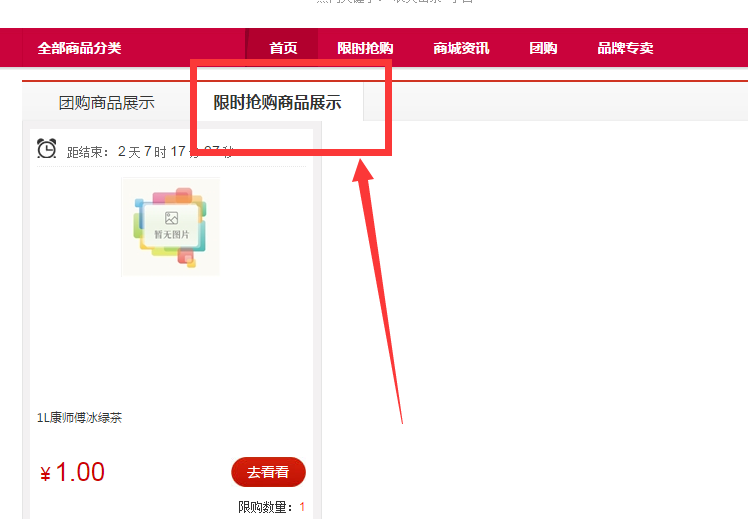 全部商品分类 首页 限时抢购 商城资讯 团购 品牌专卖
团购商品展示 限时抢购商品展示
距结束： 2 天 7 时 17
暂无图片
1L康师傅冰绿茶
¥ 1.00 去看看
限购数量：1